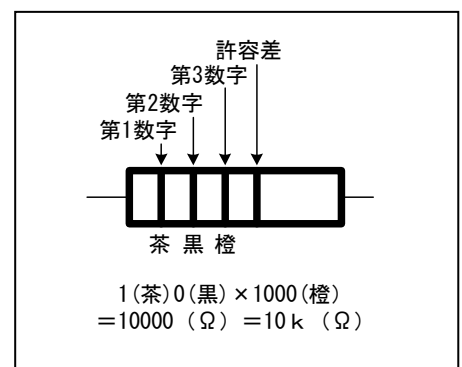 許容差
第3数字
第2数字
第1数字
茶 黒 橙
1(茶)0(黒)×1000(橙)
=10000 (Ω) =10k (Ω)